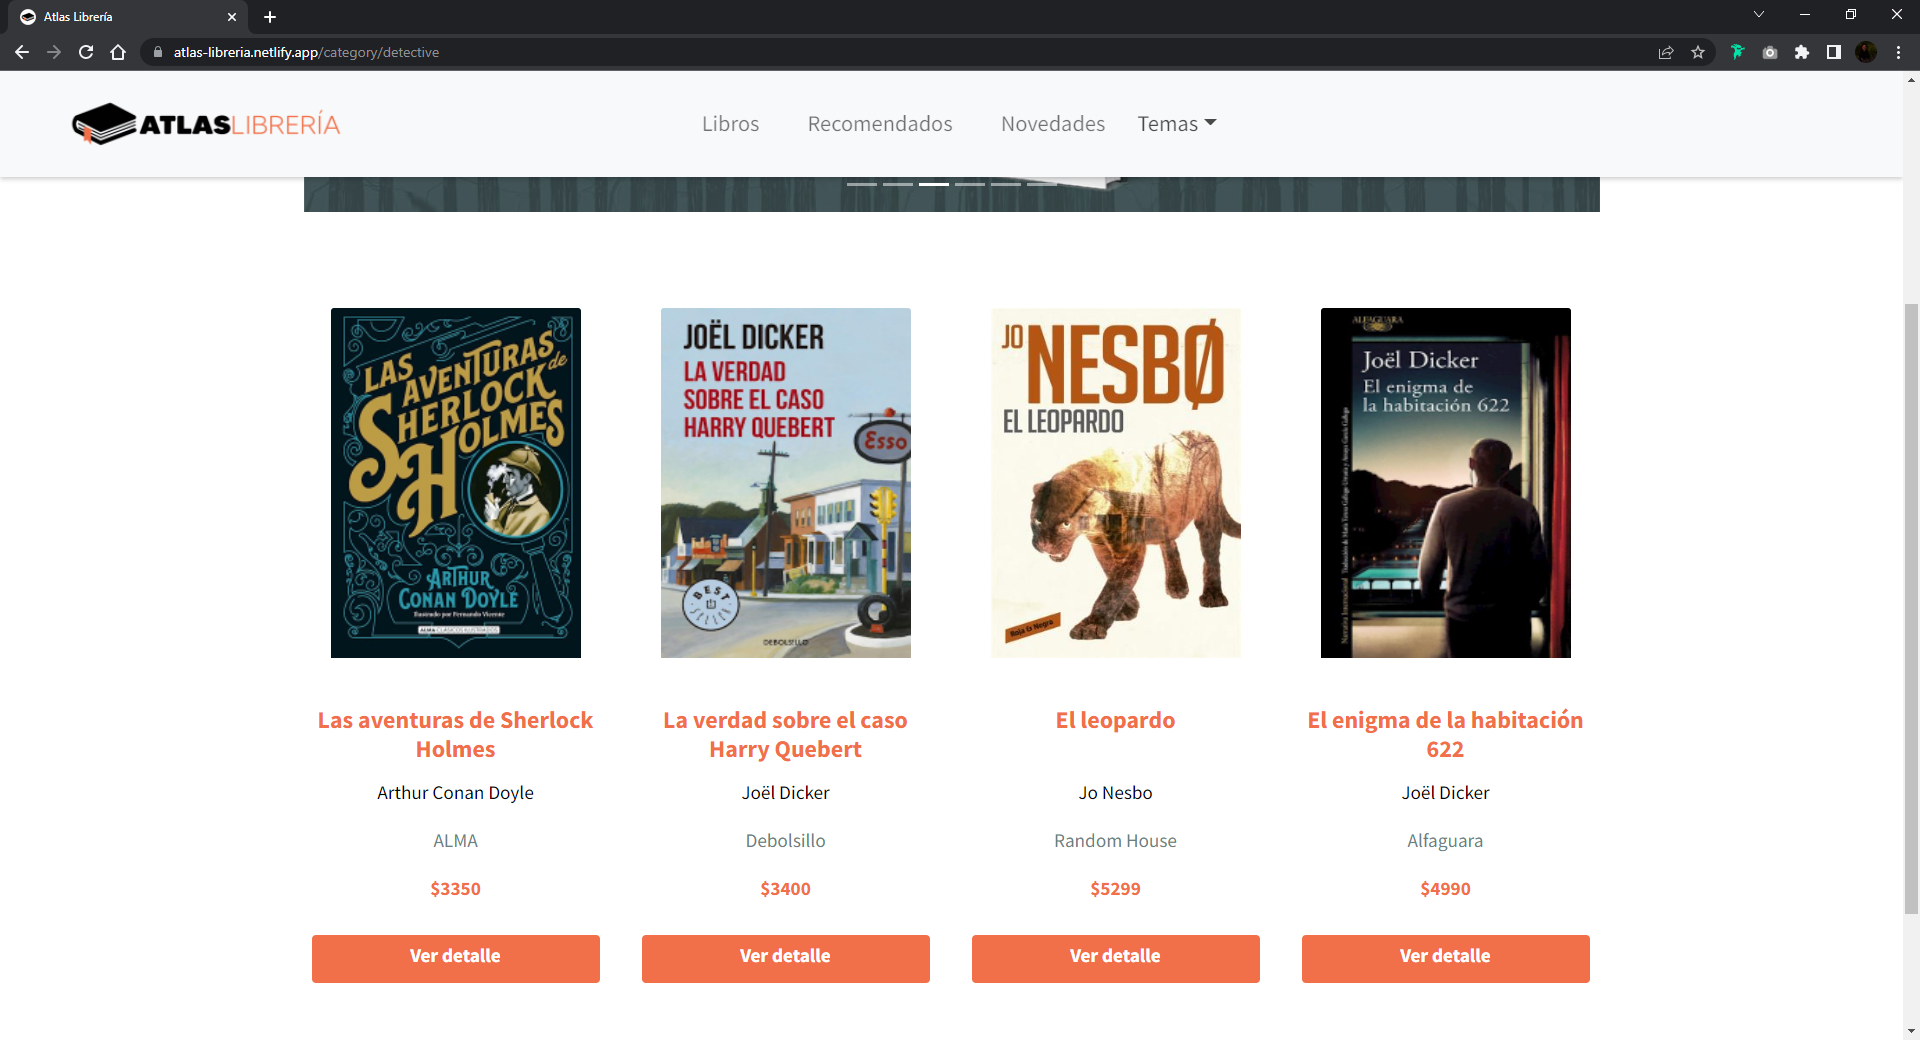 Atlas Librería
atlas-libreria.netlify.app/category/detective
ATLASLIBRERÍA
Libros
Recomendados
Novedades
Temas
LAS
AVENTURAS de
SHERLOCK
HOLMES
ARTHUR
CONAN DOYLE
Ilustrado por Fernando Vicente
ALMA CLÁSICOS ILUSTRADOS
JOËL DICKER
LA VERDAD
SOBRE EL CASO
HARRY QUEBERT
Esso
BEST
SELLER
DEBOLSILLO
JO
NESBØ
EL LEOPARDO
Roja & Negra
ALFAGUARA
Joël Dicker
El enigma de
la habitación 622
Las aventuras de Sherlock
Holmes
Arthur Conan Doyle
ALMA
$3350
Ver detalle
La verdad sobre el caso
Harry Quebert
Joël Dicker
Debolsillo
$3400
Ver detalle
El leopardo
Jo Nesbo
Random House
$5299
Ver detalle
El enigma de la habitación
622
Joël Dicker
Alfaguara
$4990
Ver detalle